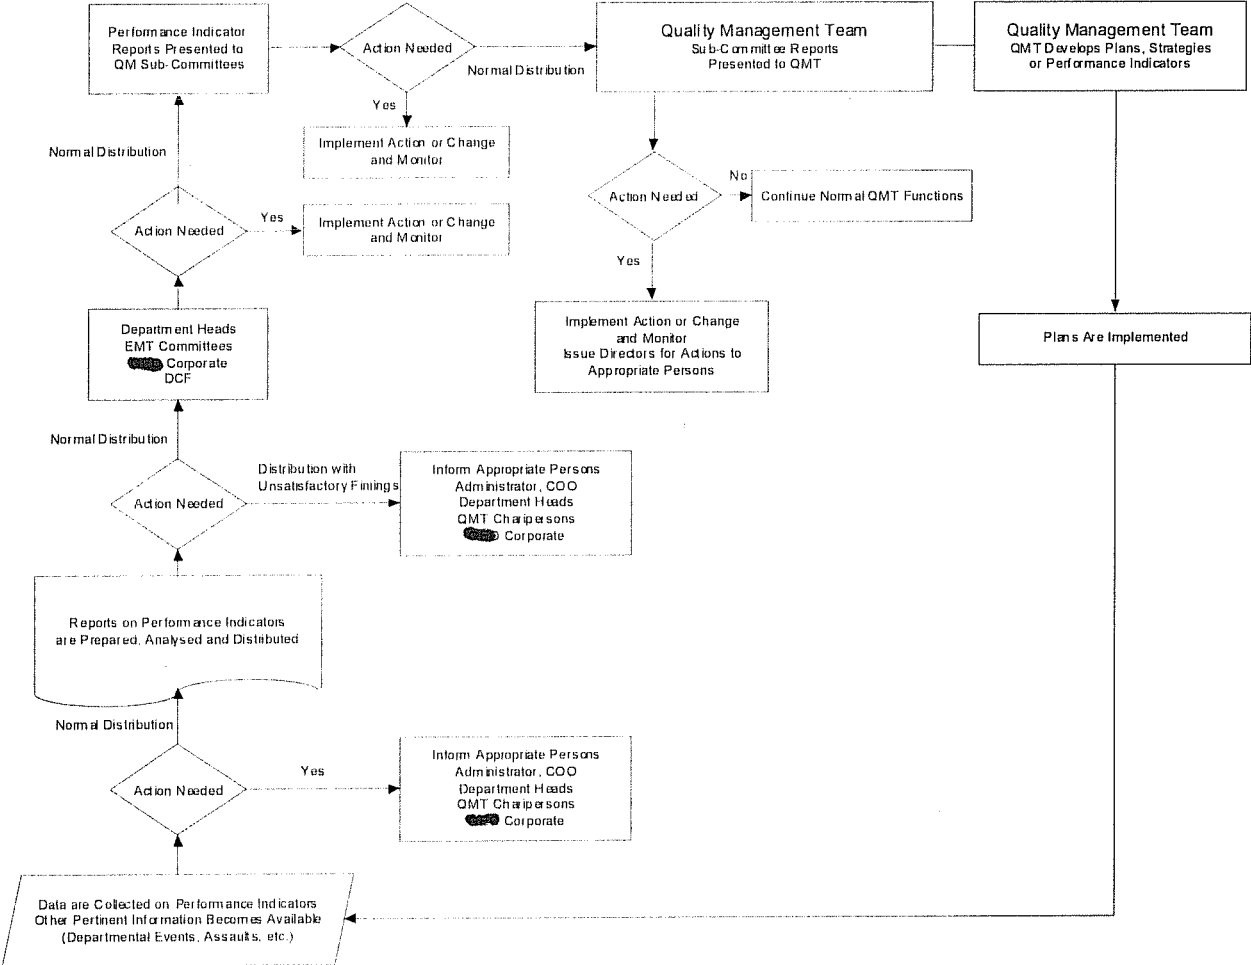 Performance Indicator
Reports Presented to
QM Sub-Committees
Action Needed
Normal Distribution
Yes
Implement Action or Change
and Monitor
Quality Management Team
Sub-Committee Reports
Presented to QMT
Quality Management Team
QMT Develops Plans, Strategies
or Performance Indicators
Normal Distribution
Action Needed
Yes
Implement Action or Change
and Monitor
Action Needed
No
Continue Normal QMT Functions
Yes
Implement Action or Change
and Monitor
Issue Directors for Actions to
Appropriate Persons
Plans Are Implemented
Department Heads
EMT Committees
Corporate
DCF
Normal Distribution
Action Needed
Distribution with
Unsatisfactory Finings
Inform Appropriate Persons
Administrator, COO
Department Heads
QMT Charipersons
Corporate
Reports on Performance Indicators
are Prepared, Analysed and Distributed
Normal Distribution
Action Needed
Yes
Inform Appropriate Persons
Administrator, COO
Department Heads
QMT Charipersons
Corporate
Data are Collected on Performance Indicators
Other Pertinent Information Becomes Available
(Departmental Events, Assaults, etc.)